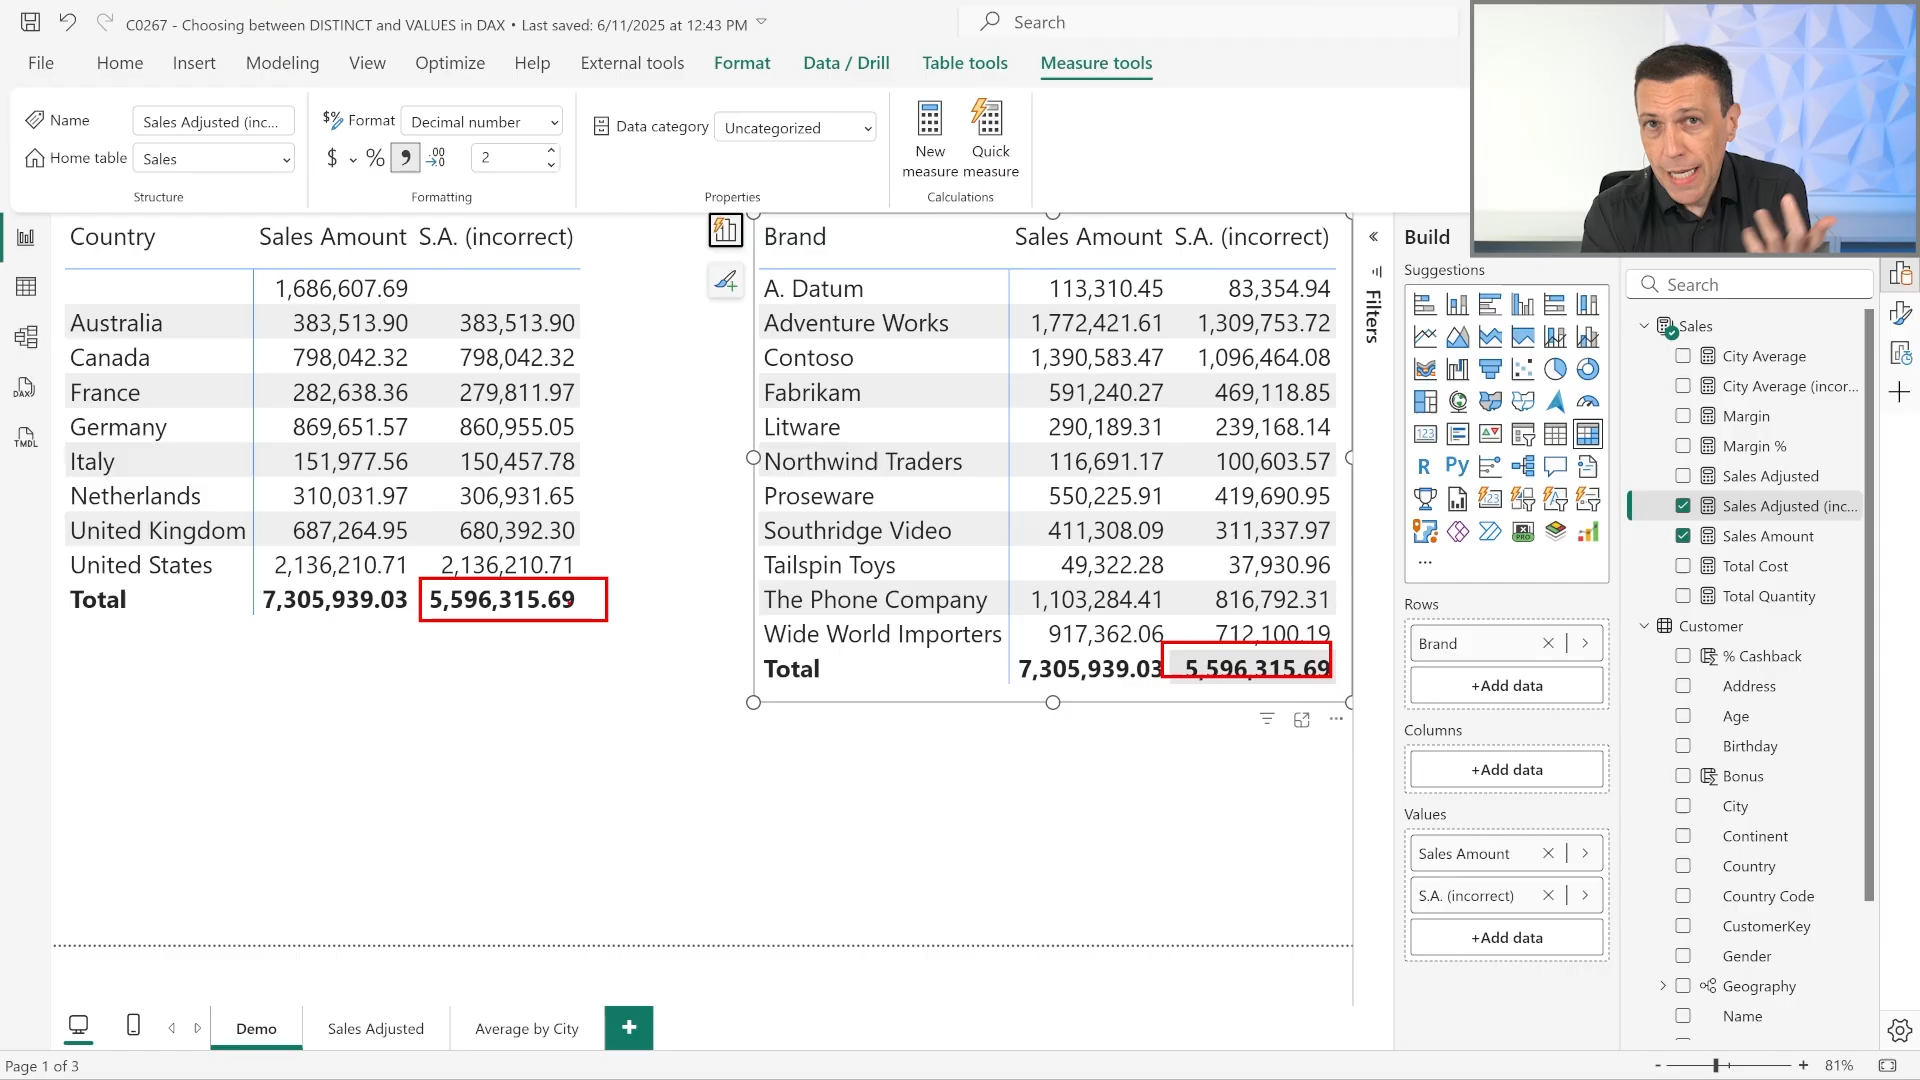 C0267 - Choosing between DISTINCT and VALUES in DAX • Last saved: 6/11/2025 at 12:43 PM
Search
File Home Insert Modeling View Optimize Help External tools Format Data / Drill Table tools Measure tools
Name Sales Adjusted (inc...
Home table Sales
Structure
Format Decimal number
$ % 2
Formatting
Data category Uncategorized
Properties
New measure
Quick measure
Calculations
Country Sales Amount S.A. (incorrect)
1,686,607.69
Australia 383,513.90 383,513.90
Canada 798,042.32 798,042.32
France 282,638.36 279,811.97
Germany 869,651.57 860,955.05
Italy 151,977.56 150,457.78
Netherlands 310,031.97 306,931.65
United Kingdom 687,264.95 680,392.30
United States 2,136,210.71 2,136,210.71
Total 7,305,939.03 5,596,315.69
Brand Sales Amount S.A. (incorrect)
A. Datum 113,310.45 83,354.94
Adventure Works 1,772,421.61 1,309,753.72
Contoso 1,390,583.47 1,096,464.08
Fabrikam 591,240.27 469,118.85
Litware 290,189.31 239,168.14
Northwind Traders 116,691.17 100,603.57
Proseware 550,225.91 419,690.95
Southridge Video 411,308.09 311,337.97
Tailspin Toys 49,322.28 37,930.96
The Phone Company 1,103,284.41 816,792.31
Wide World Importers 917,362.06 712,100.19
Total 7,305,939.03 5,596,315.69
Filters
Build
Suggestions
R Py
...
Rows
Brand
+Add data
Columns
+Add data
Values
Sales Amount
S.A. (incorrect)
+Add data
Search
Sales
City Average
City Average (incor...
Margin
Margin %
Sales Adjusted
Sales Adjusted (inc...
Sales Amount
Total Cost
Total Quantity
Customer
% Cashback
Address
Age
Birthday
Bonus
City
Continent
Country
Country Code
CustomerKey
Gender
Geography
Name
DAX
TMDL
Demo Sales Adjusted Average by City +
Page 1 of 3
- + 81%